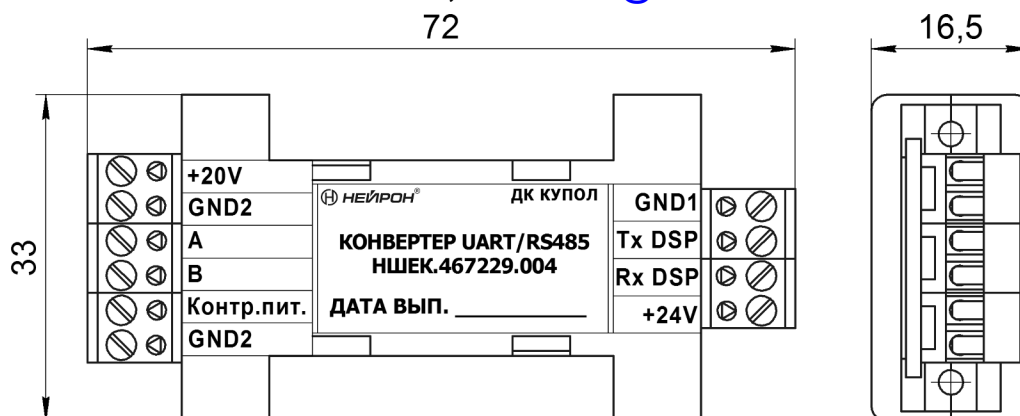 72
16,5
33
+20V
GND2
A
B
Контр.пит.
GND2
НЕЙРОН®
ДК КУПОЛ
КОНВЕРТЕР UART/RS485
НШЕК.467229.004
ДАТА ВЫП. ____________
GND1
Tx DSP
Rx DSP
+24V